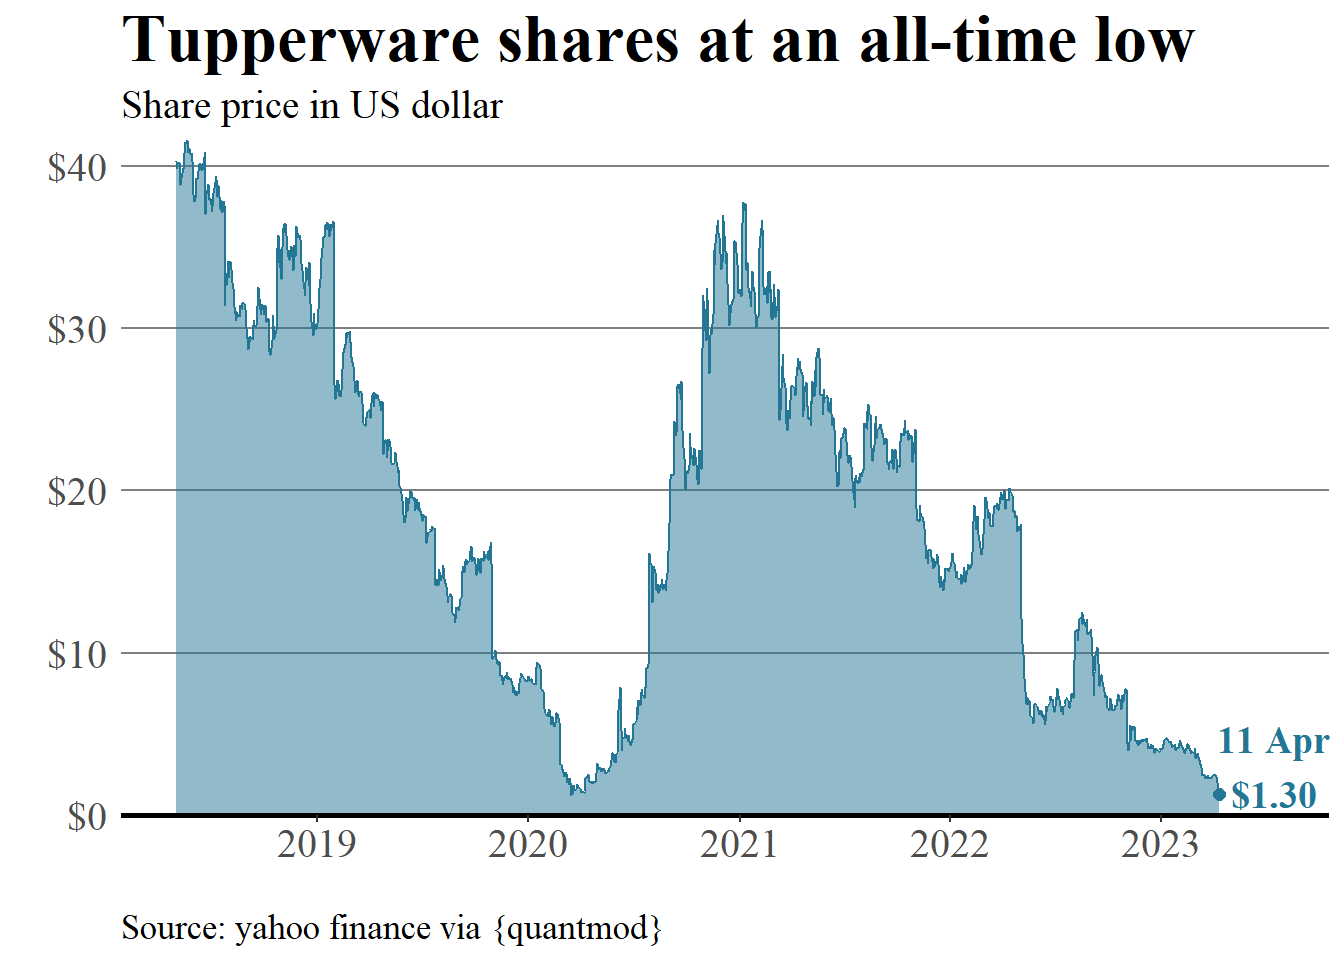 Tupperware shares at an all-time low
Share price in US dollar
$40
$30
$20
$10
$0
11 Apr
$1.30
2019 2020 2021 2022 2023
Source: yahoo finance via {quantmod}